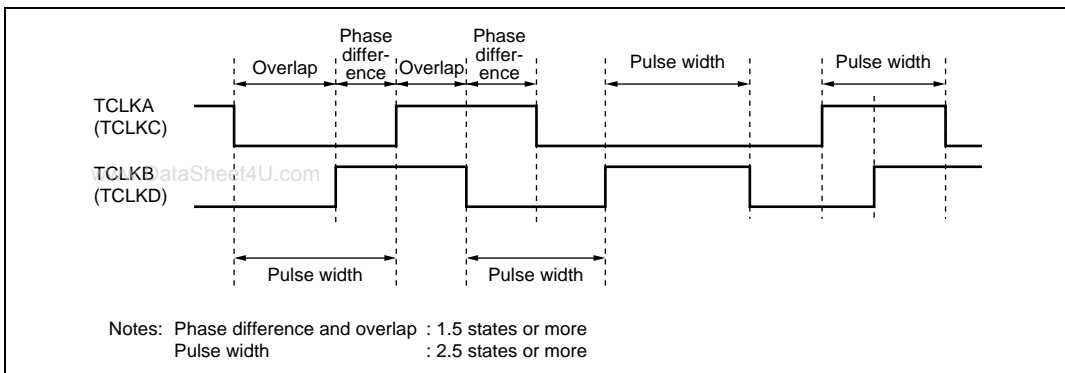 Phase
differ-
ence
Overlap
Overlap
Phase
differ-
ence
Pulse width
Pulse width
TCLKA
(TCLKC)
TCLKB
www.DataSheet4U.com
(TCLKD)
Pulse width
Pulse width
Notes: Phase difference and overlap : 1.5 states or more
Pulse width : 2.5 states or more